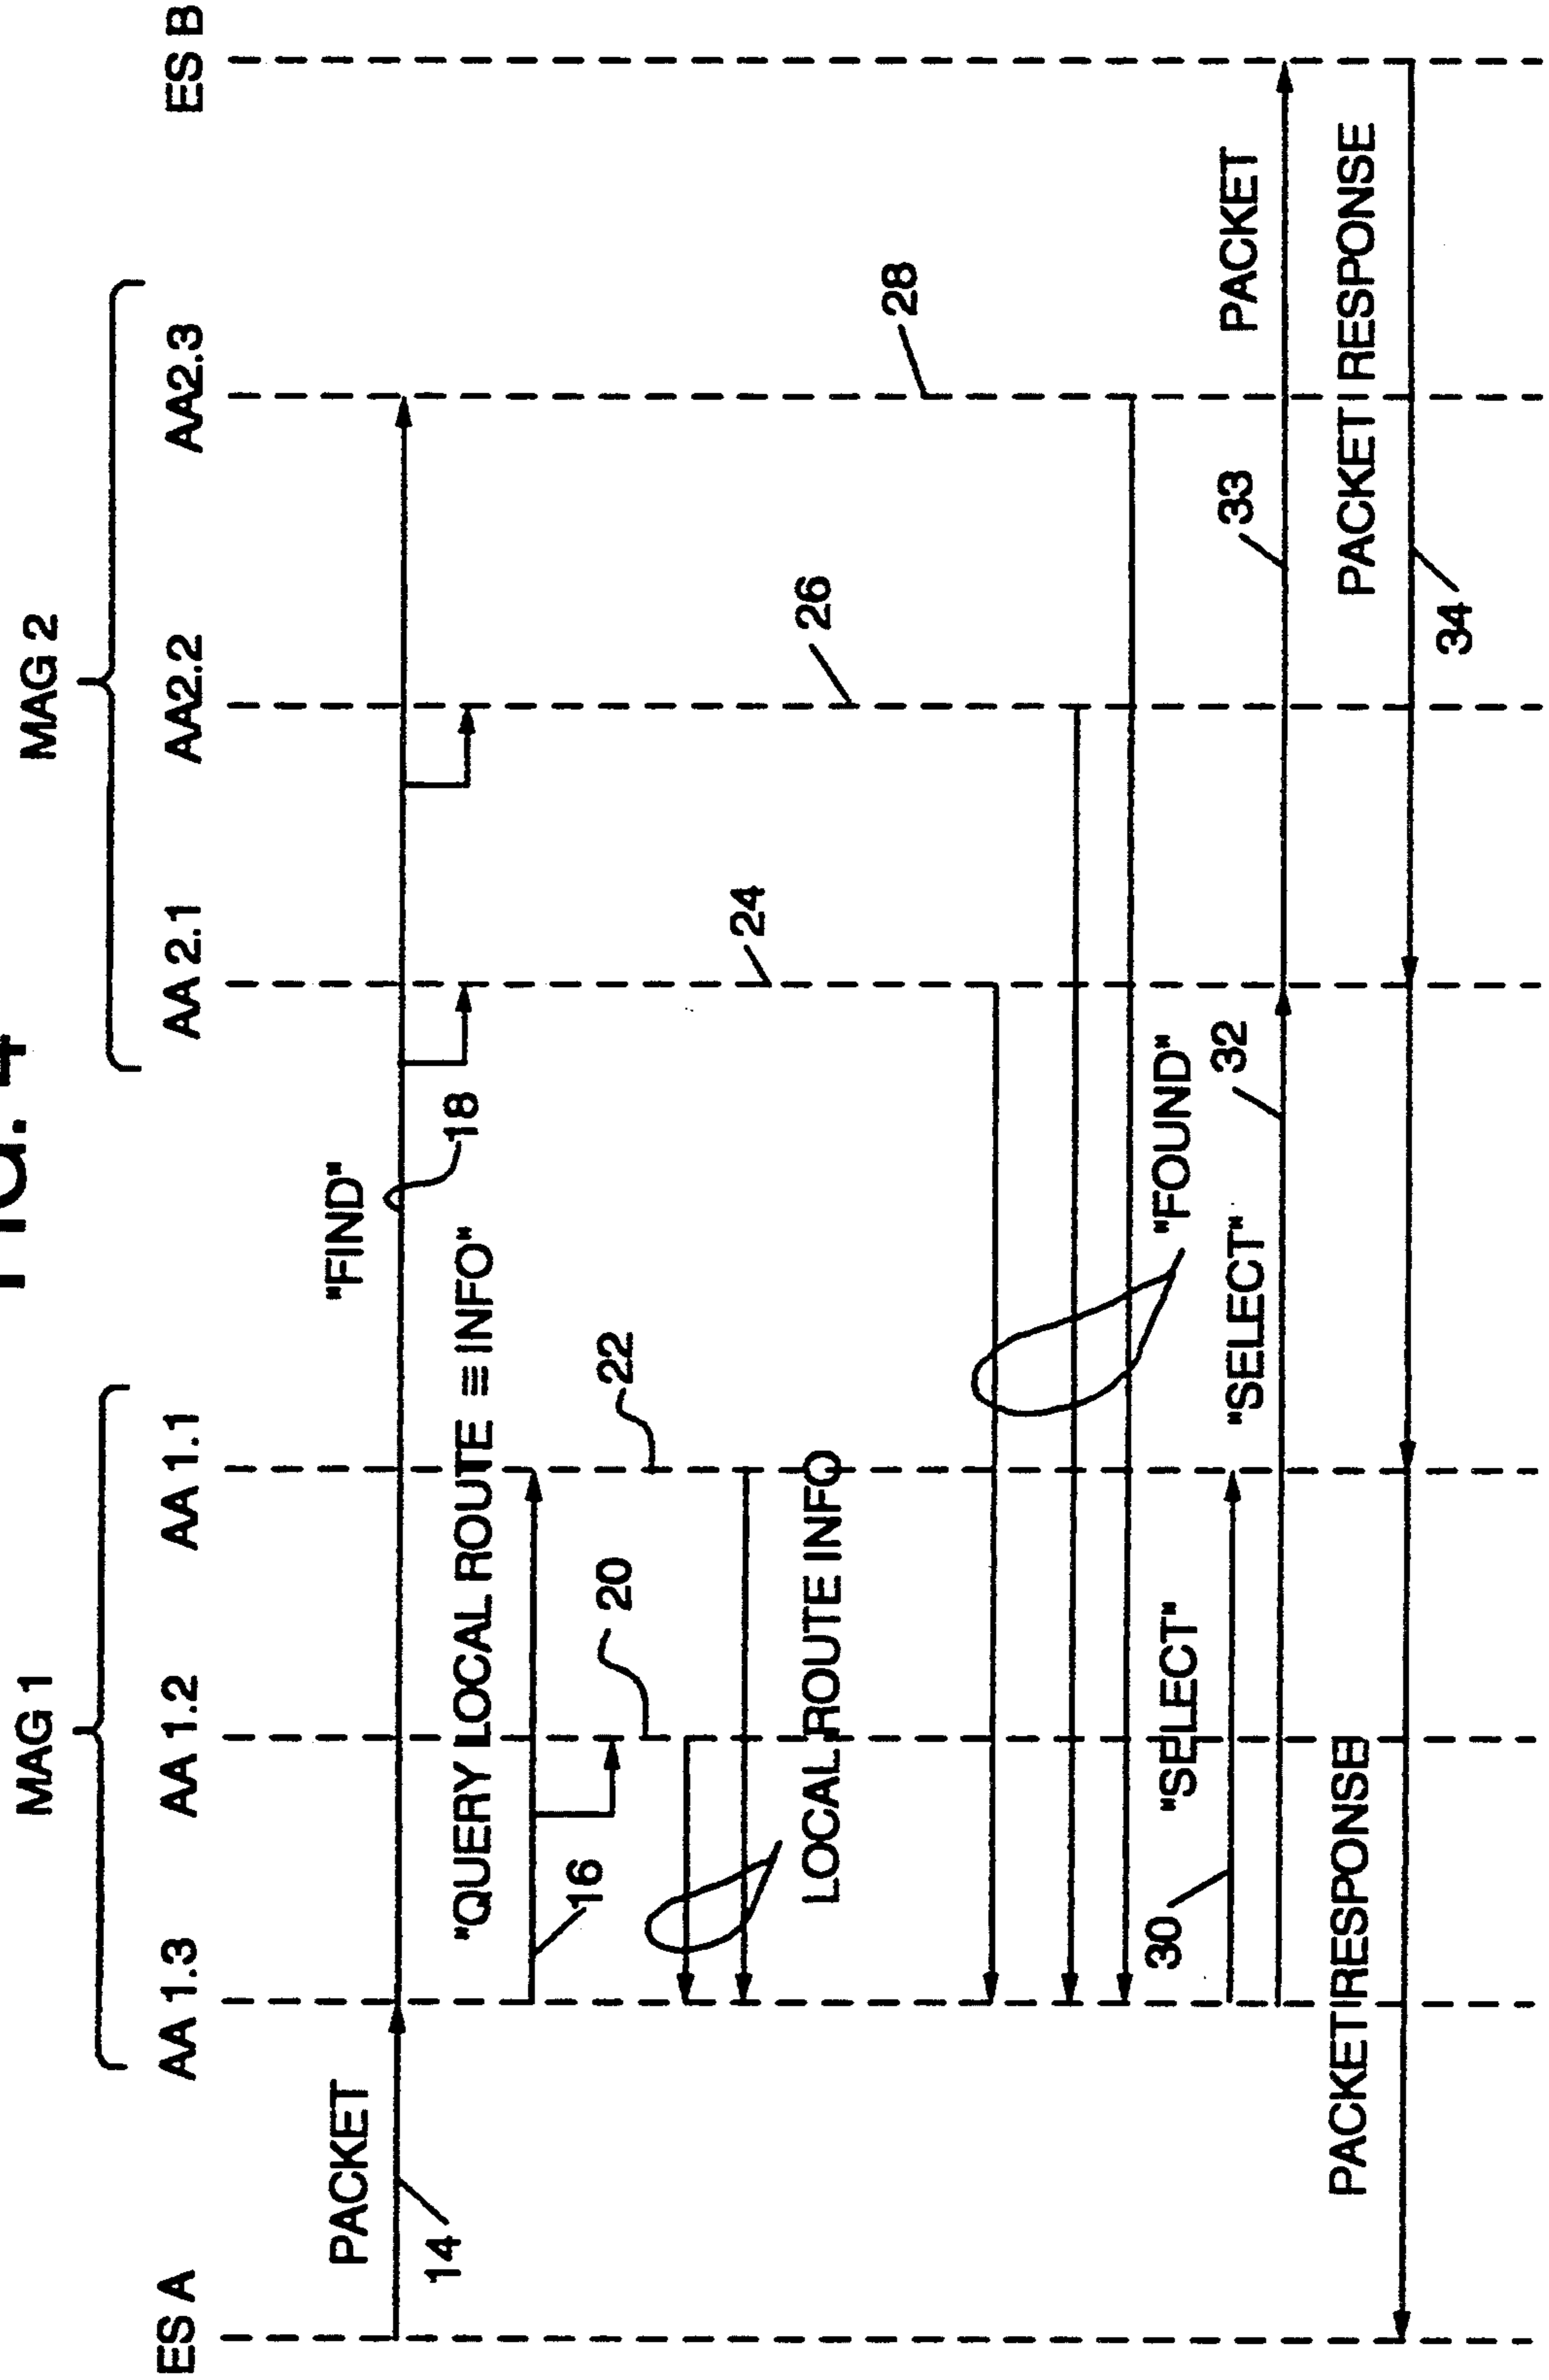 FIG. 4
MAG 1
MAG 2
ES A
AA 1.3
AA 1.2
AA 1.1
AA 2.1
AA2.2
AA2.3
ES B
PACKET
"FIND"
14
18
"QUERY LOCAL ROUTE ≡ INFO"
16
20
22
24
26
28
LOCAL ROUTE INFO
"FOUND"
"SELECT"
30
"SELECT"
32
33
PACKET
PACKET RESPONSE
PACKET RESPONSE
34